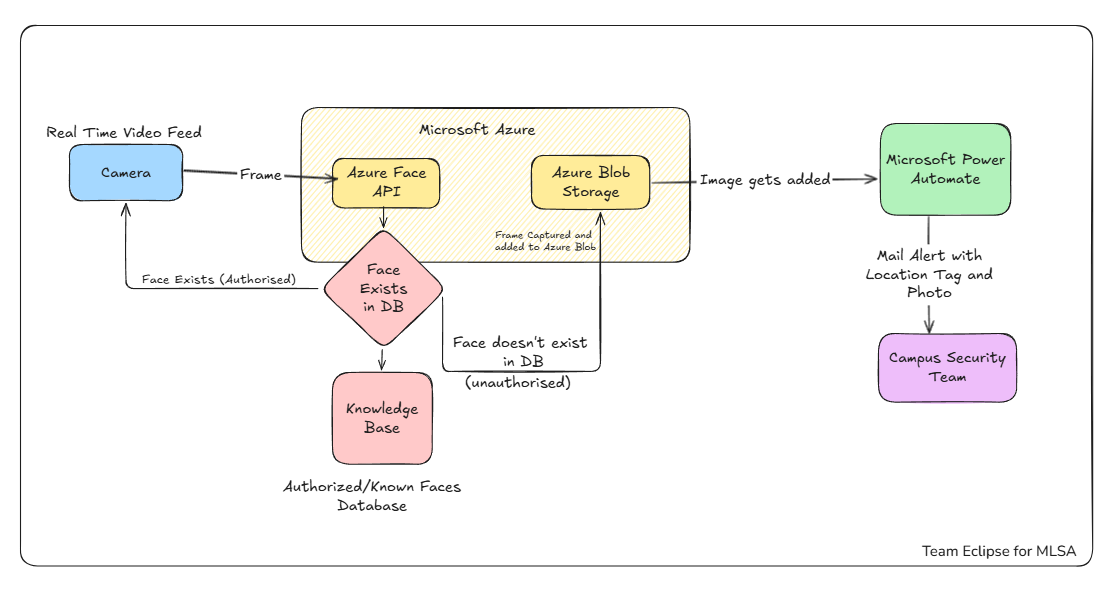 Microsoft Azure
Real Time Video Feed
Camera
Frame
Azure Face
API
Azure Blob
Storage
Image gets added
Microsoft Power
Automate
Frame Captured and
added to Azure Blob
Face Exists (Authorised)
Face
Exists
in DB
Mail Alert with
Location Tag and
Photo
Face doesn't exist
in DB
(unauthorised)
Campus Security
Team
Knowledge
Base
Authorized/Known Faces
Database
Team Eclipse for MLSA